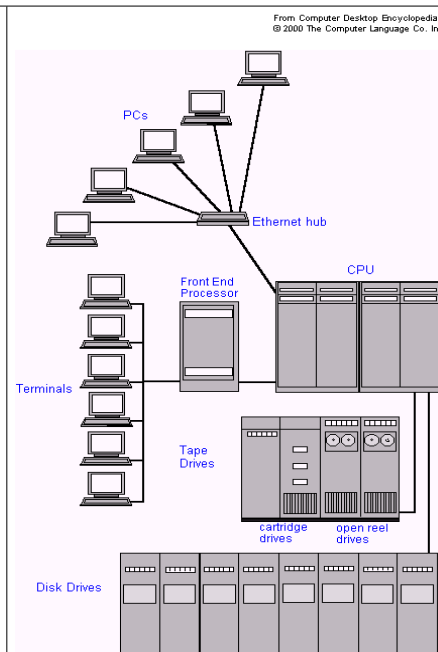 From Computer Desktop Encyclopedia
© 2000 The Computer Language Co. In
PCs
Ethernet hub
CPU
Front End
Processor
Terminals
Tape
Drives
cartridge
drives
open reel
drives
Disk Drives